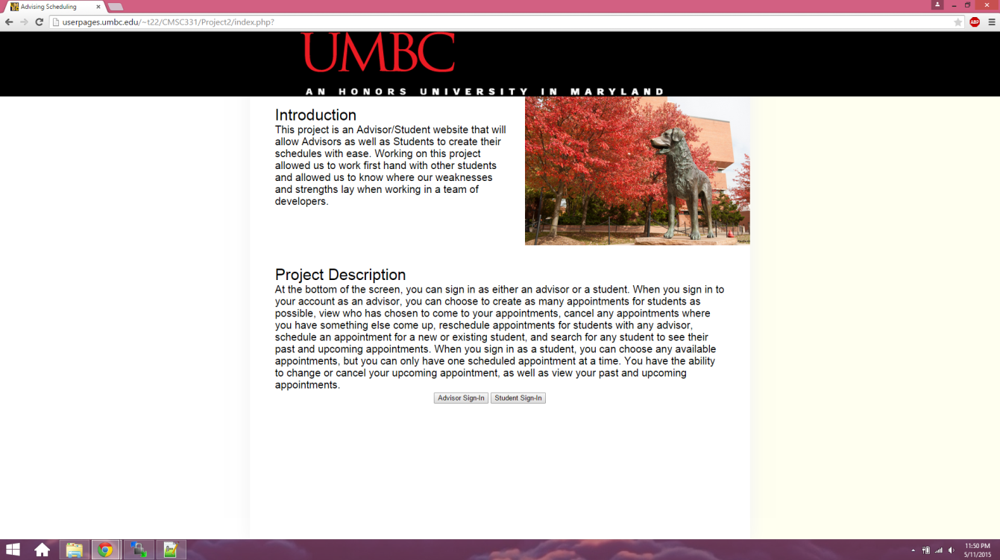 Advising Scheduling
userpages.umbc.edu/~t22/CMSC331/Project2/index.php?
ABP
UMBC
AN HONORS UNIVERSITY IN MARYLAND
Introduction
This project is an Advisor/Student website that will
allow Advisors as well as Students to create their
schedules with ease. Working on this project
allowed us to work first hand with other students
and allowed us to know where our weaknesses
and strengths lay when working in a team of
developers.
Project Description
At the bottom of the screen, you can sign in as either an advisor or a student. When you sign in to
your account as an advisor, you can choose to create as many appointments for students as
possible, view who has chosen to come to your appointments, cancel any appointments where
you have something else come up, reschedule appointments for students with any advisor,
schedule an appointment for a new or existing student, and search for any student to see their
past and upcoming appointments. When you sign in as a student, you can choose any available
appointments, but you can only have one scheduled appointment at a time. You have the ability
to change or cancel your upcoming appointment, as well as view your past and upcoming
appointments.
Advisor Sign-In Student Sign-In
11:50 PM
5/11/2015